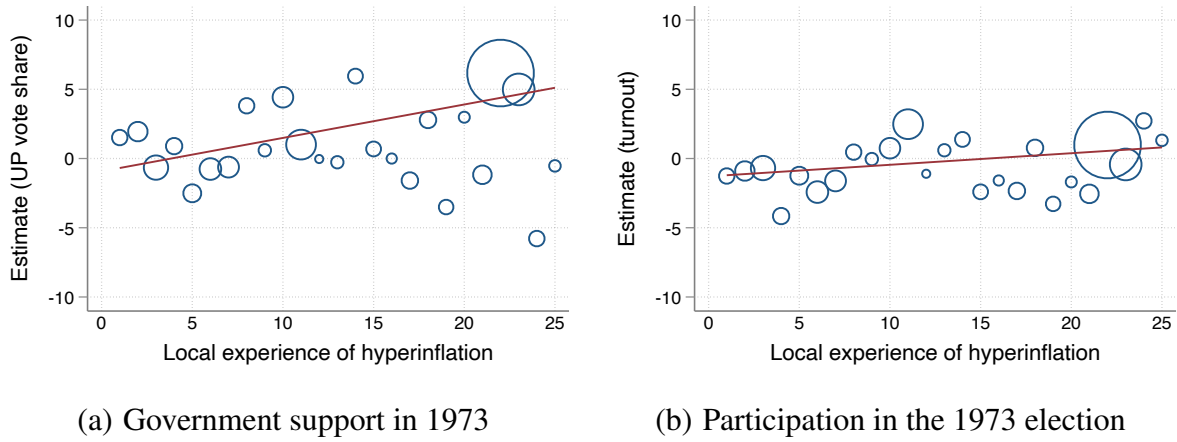 Estimate (UP vote share)
10
5
0
-5
-10
0 5 10 15 20 25
Local experience of hyperinflation
(a) Government support in 1973
Estimate (turnout)
10
5
0
-5
-10
0 5 10 15 20 25
Local experience of hyperinflation
(b) Participation in the 1973 election